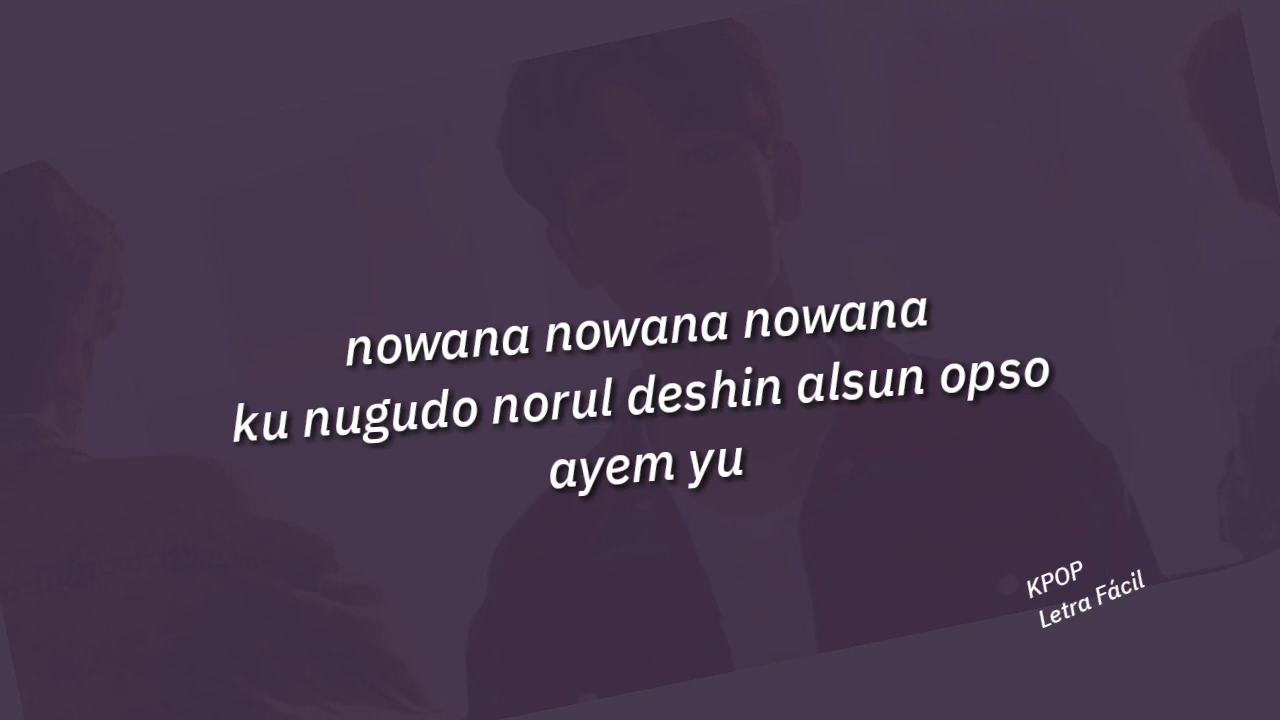 nowana nowana nowana
ku nugudo norul deshin alsun opso
ayem yu
KPOP
Letra Fácil